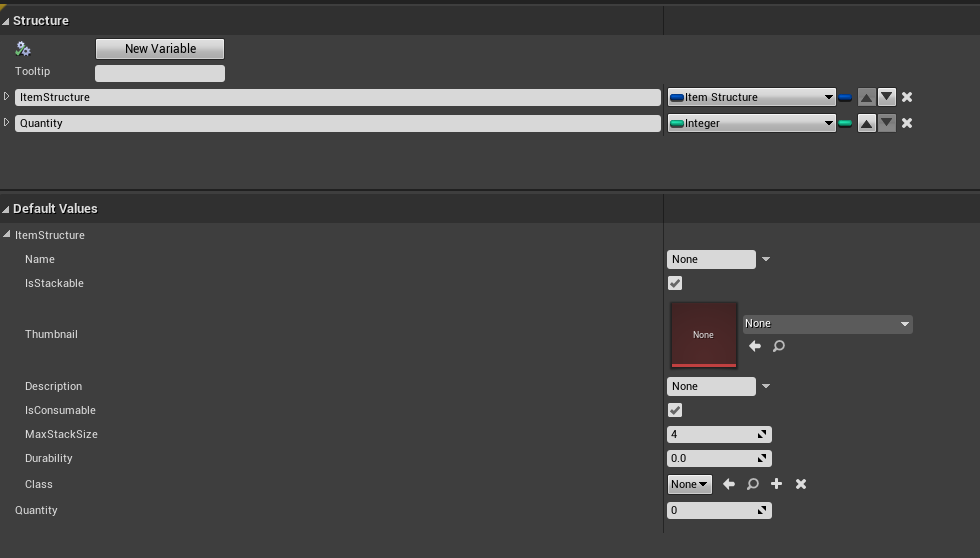 Structure
New Variable
Tooltip
ItemStructure Item Structure
Quantity Integer
Default Values
ItemStructure
Name None
IsStackable
Thumbnail None None
Description None
IsConsumable
MaxStackSize 4
Durability 0.0
Class None
Quantity 0